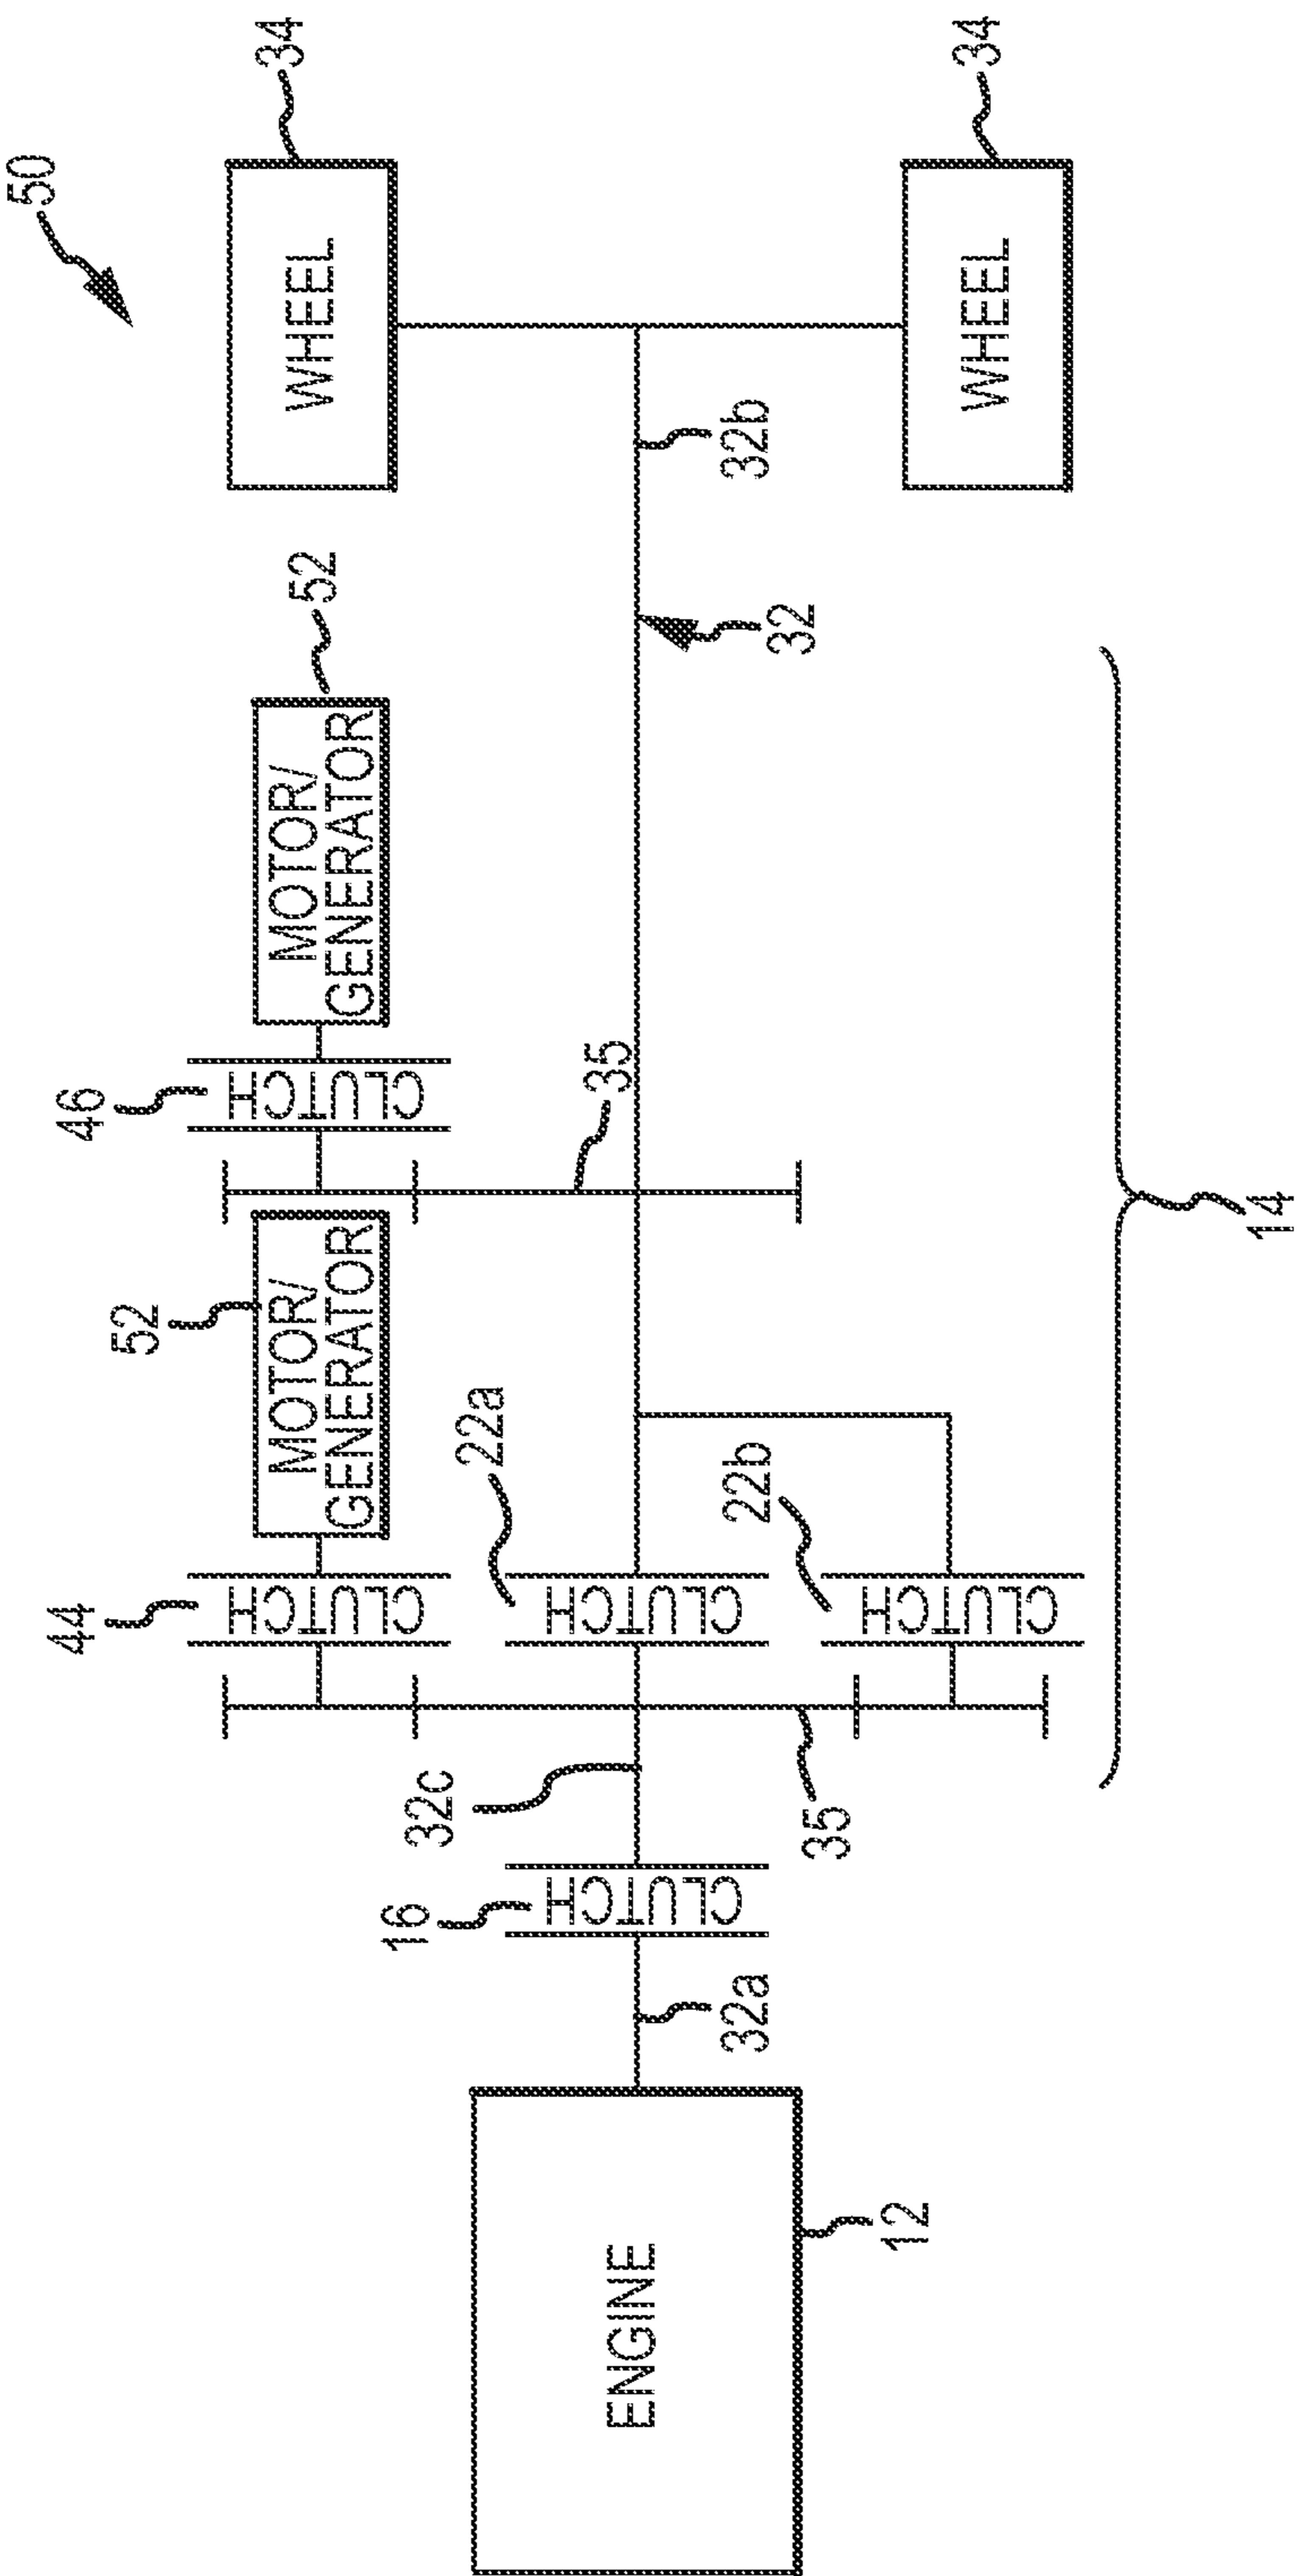 50
34
WHEEL
34
WHEEL
32b
32
52
MOTOR/
GENERATOR
46
CLUTCH
35
52
MOTOR/
GENERATOR
44
CLUTCH
22a
CLUTCH
22b
CLUTCH
14
32c
35
16
CLUTCH
32a
ENGINE
12